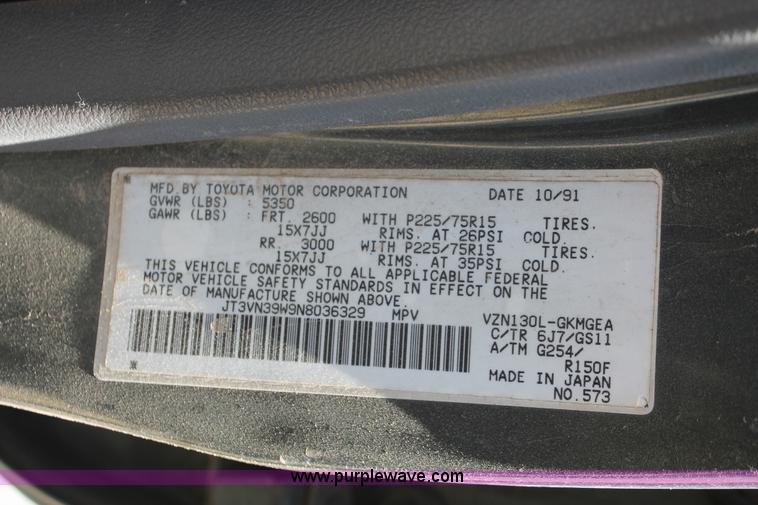 MFD.BY TOYOTA MOTOR CORPORATION DATE 10/91
GVWR (LBS) : 5350
GAWR (LBS) : FRT. 2600 WITH P225/75R15 TIRES.
15X7JJ RIMS. AT 26PSI COLD.
RR. 3000 WITH P225/75R15 TIRES.
15X7JJ RIMS. AT 35PSI COLD.
THIS VEHICLE CONFORMS TO ALL APPLICABLE FEDERAL
MOTOR VEHICLE SAFETY STANDARDS IN EFFECT ON THE
DATE OF MANUFACTURE SHOWN ABOVE.
JT3VN39W9N8036329 MPV VZN130L-GKMGEA
C/TR 6J7/GS11
A/TM G254/
R150F
MADE IN JAPAN
NO.573
www.purplewave.com